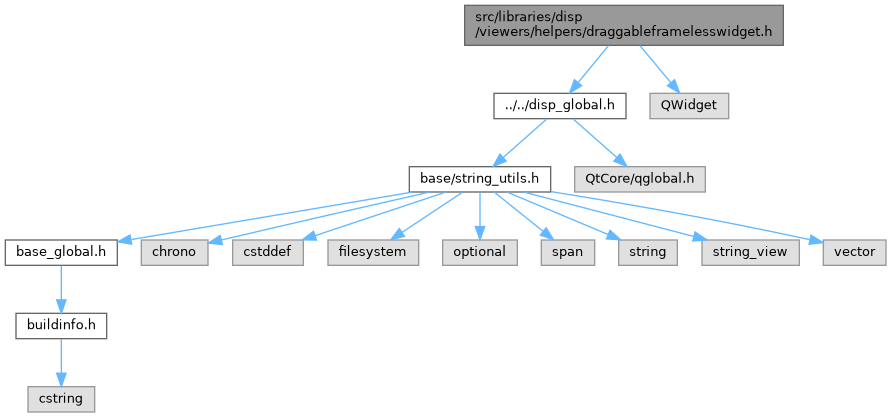 src/libraries/disp
/viewers/helpers/draggableframelesswidget.h
../../disp_global.h
QWidget
base/string_utils.h
QtCore/qglobal.h
base_global.h
chrono
cstddef
filesystem
optional
span
string
string_view
vector
buildinfo.h
cstring